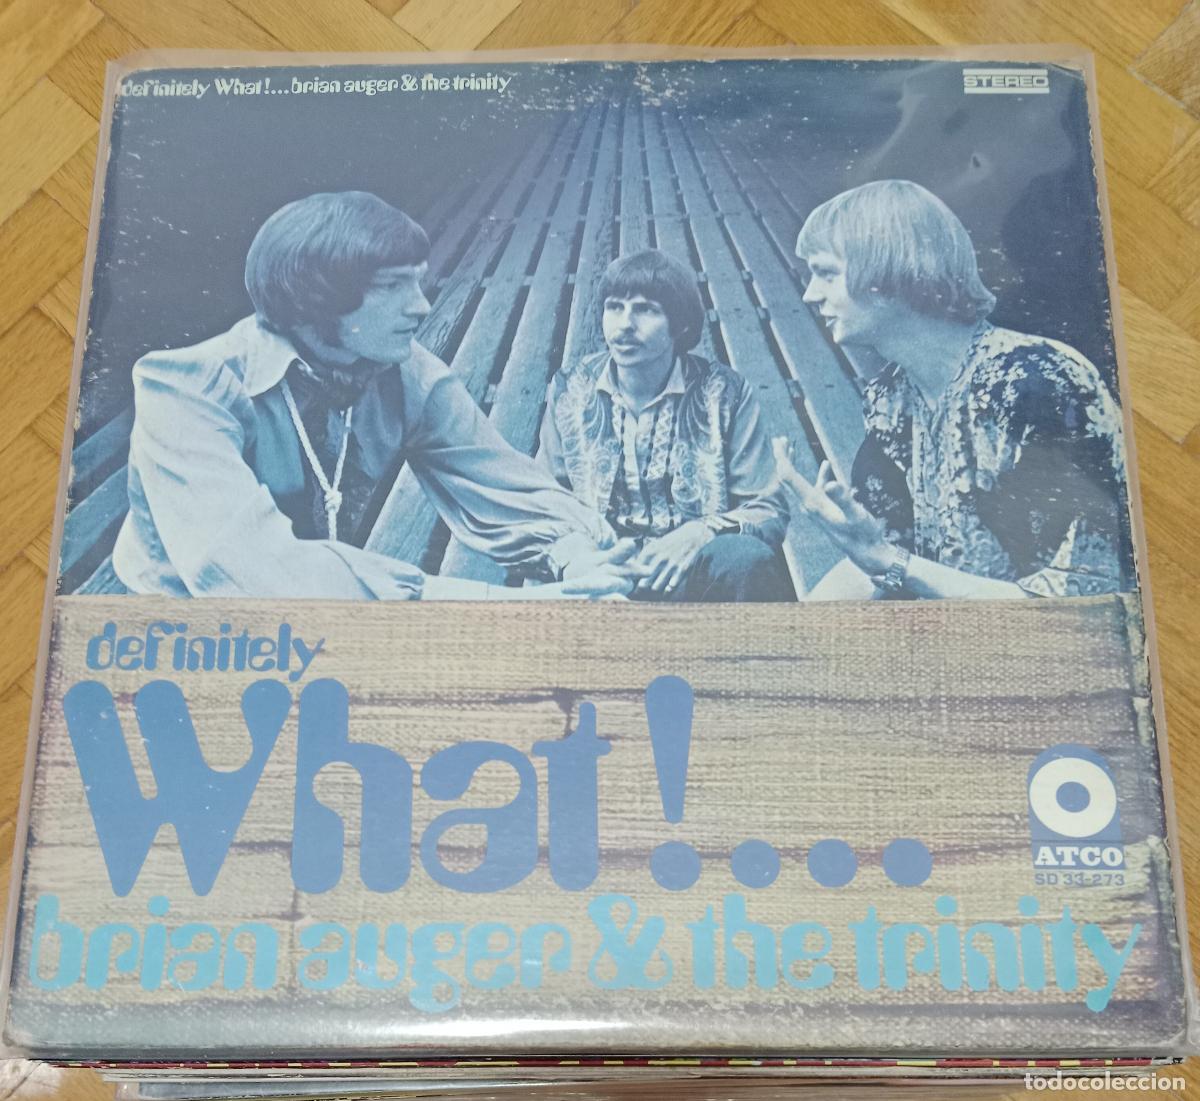 definitely What!...brian auger & the trinity
STEREO
definitely
What!....
ATCO
SD 33-273
brian auger & the trinity
todocoleccion